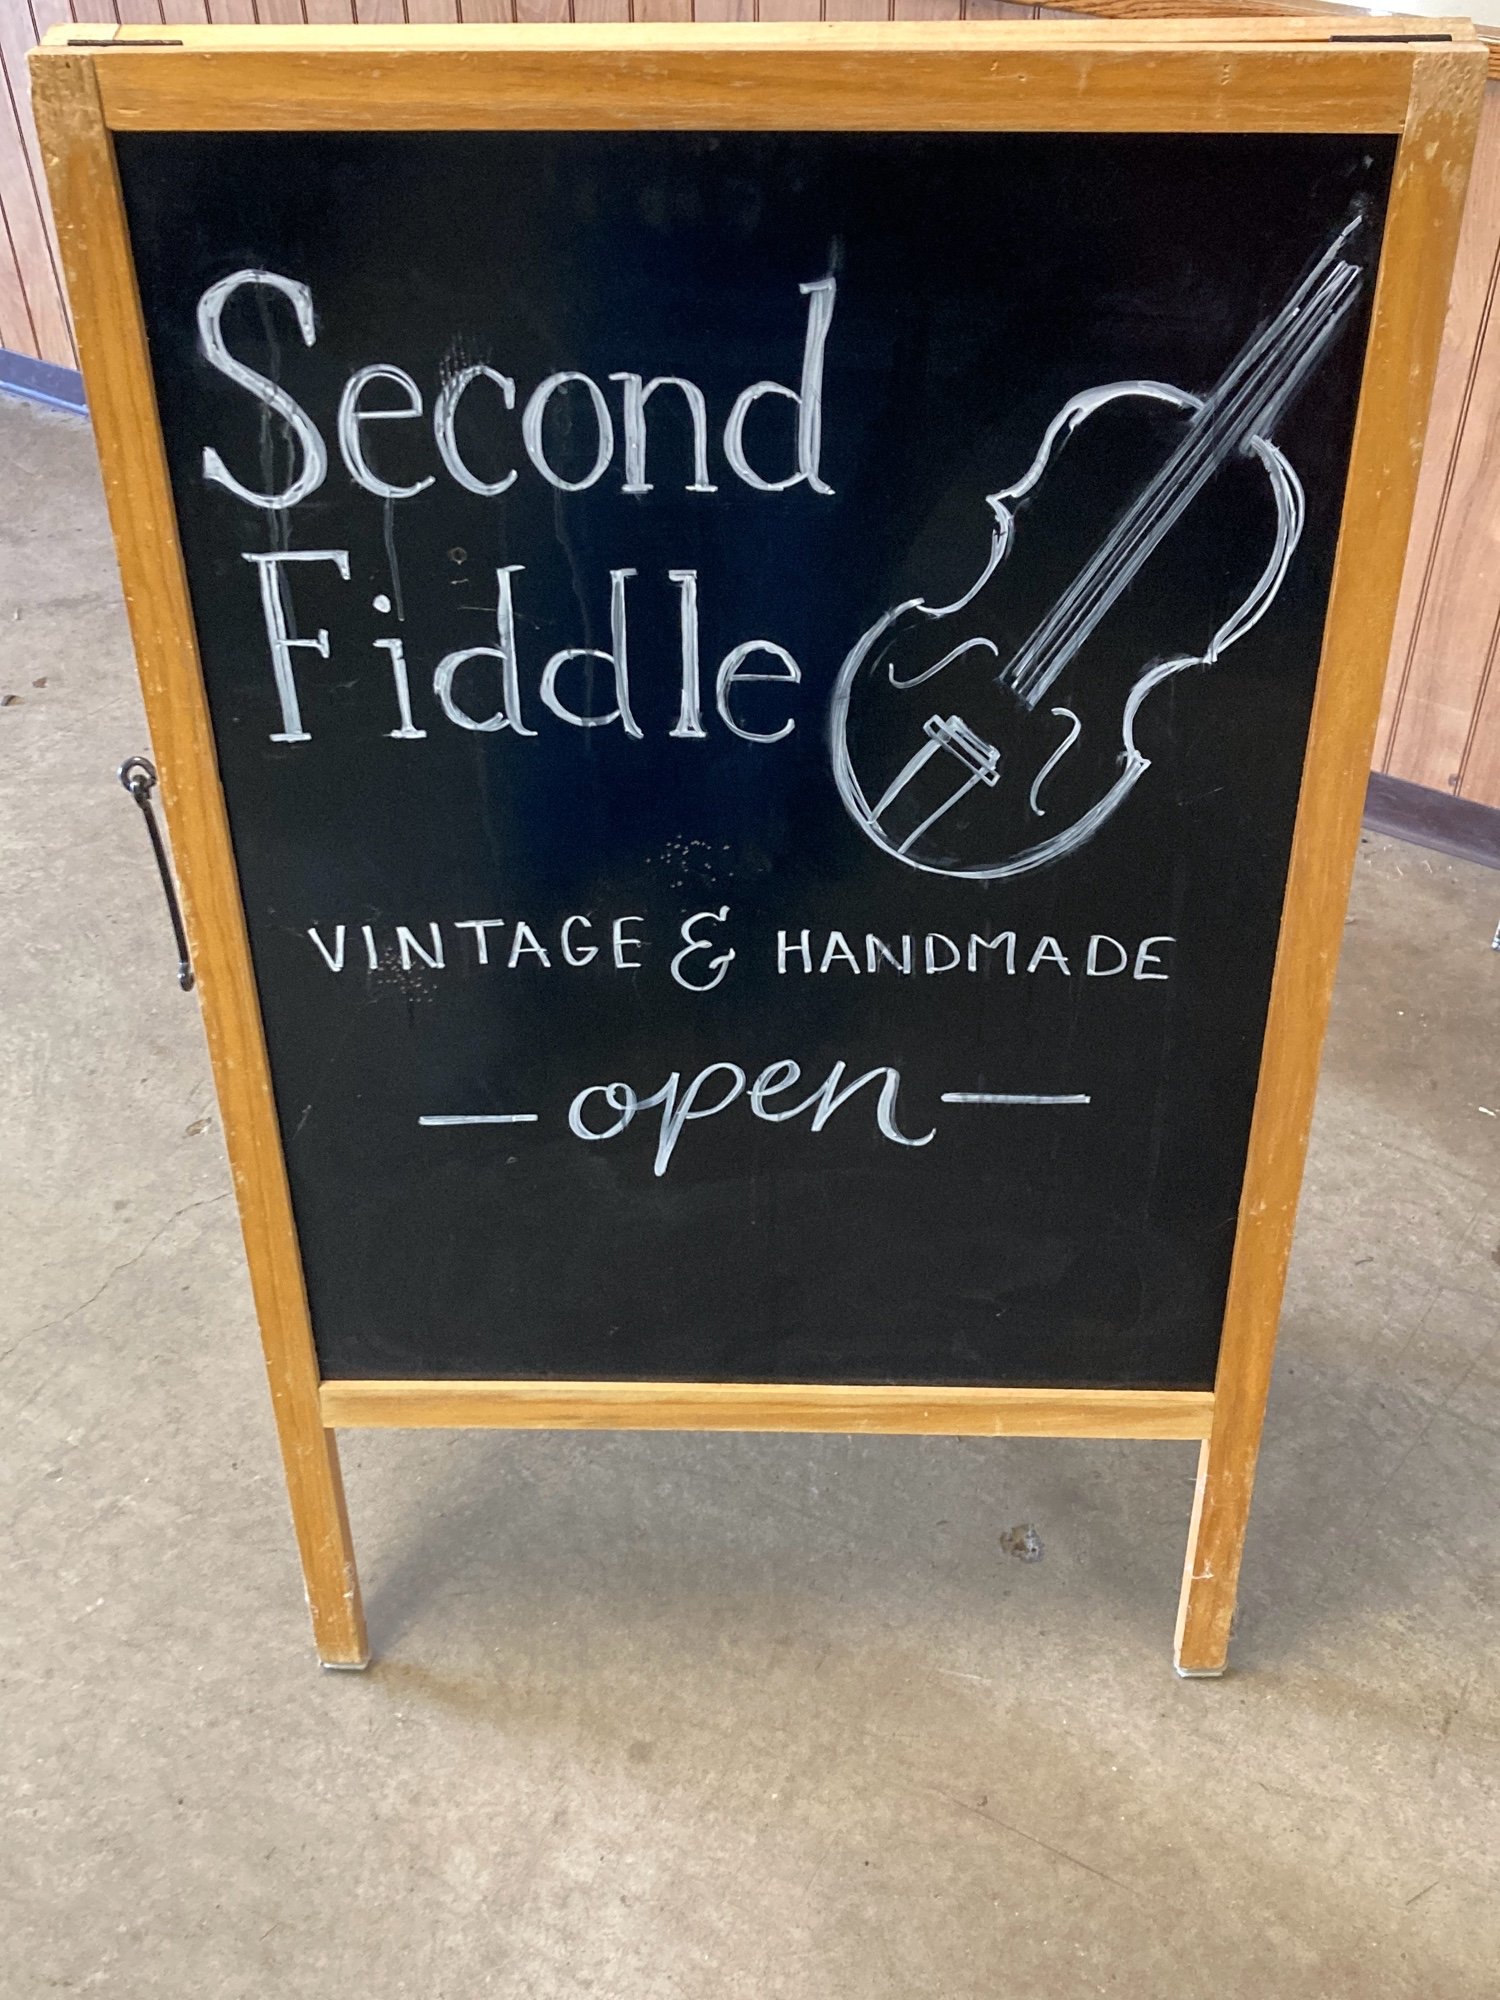 Second
Fiddle
VINTAGE & HANDMADE
— open —